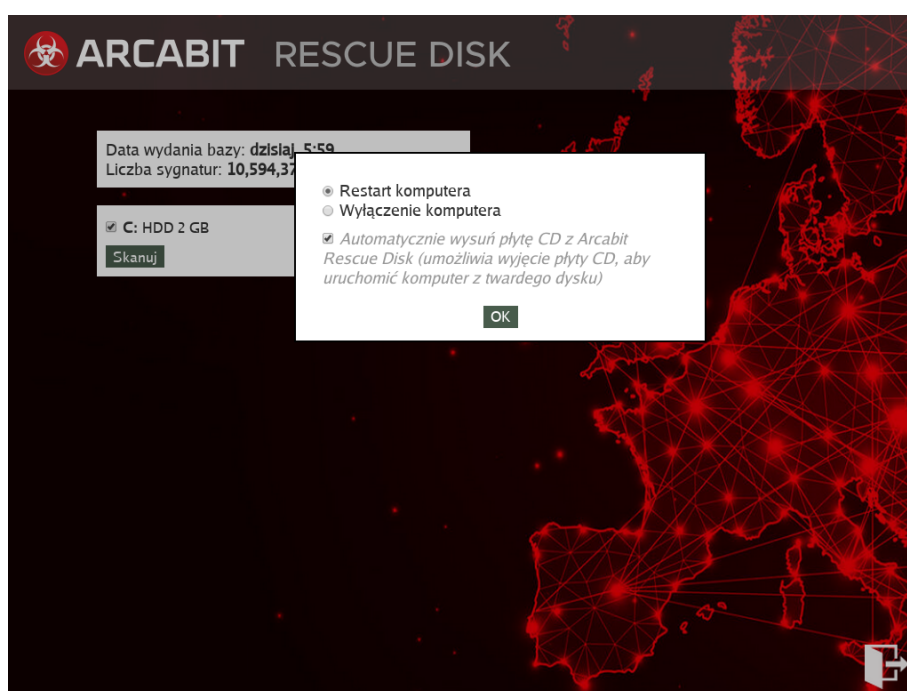 ARCABIT RESCUE DISK
Data wydania bazy: dzisiaj, 5:59
Liczba sygnatur: 10,594,37
Restart komputera
Wyłączenie komputera
C: HDD 2 GB
Automatycznie wysuń płytę CD z Arcabit
Rescue Disk (umożliwia wyjęcie płyty CD, aby
uruchomić komputer z twardego dysku)
Skanuj
OK